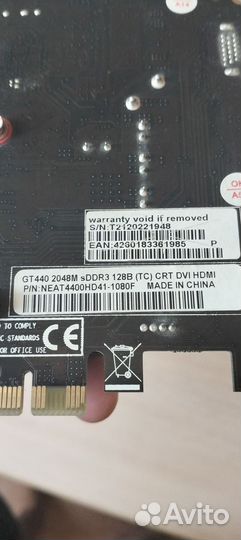 warranty void if removed
S/N:T2120221948
EAN:4260183361985 P
GT440 2048M sDDR3 128B (TC) CRT DVI HDMI
P/N:NEAT4400HD41-1080F MADE IN CHINA
TO COMPLY
C STANDARDS
OR OFFICE USE
CE
Avito